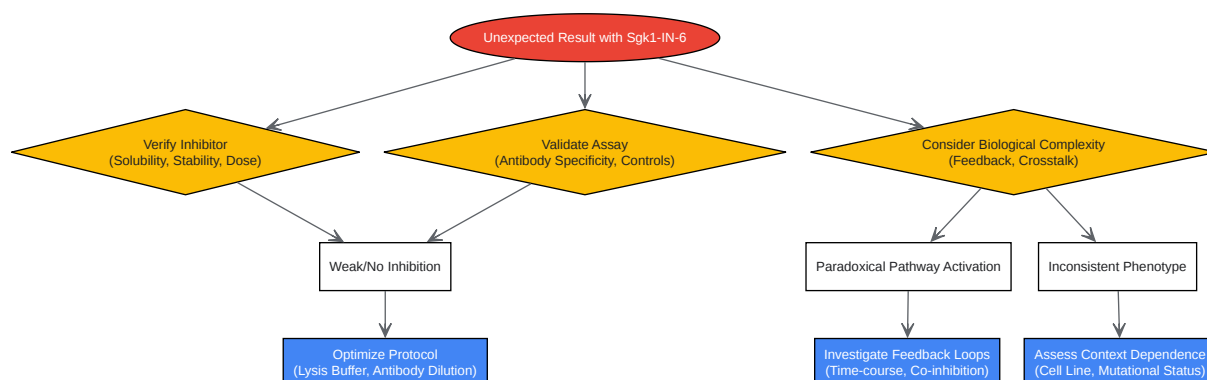 Unexpected Result with Sgk1-IN-6
Verify Inhibitor
(Solubility, Stability, Dose)
Validate Assay
(Antibody Specificity, Controls)
Consider Biological Complexity
(Feedback, Crosstalk)
Weak/No Inhibition
Paradoxical Pathway Activation
Inconsistent Phenotype
Optimize Protocol
(Lysis Buffer, Antibody Dilution)
Investigate Feedback Loops
(Time-course, Co-inhibition)
Assess Context Dependence
(Cell Line, Mutational Status)